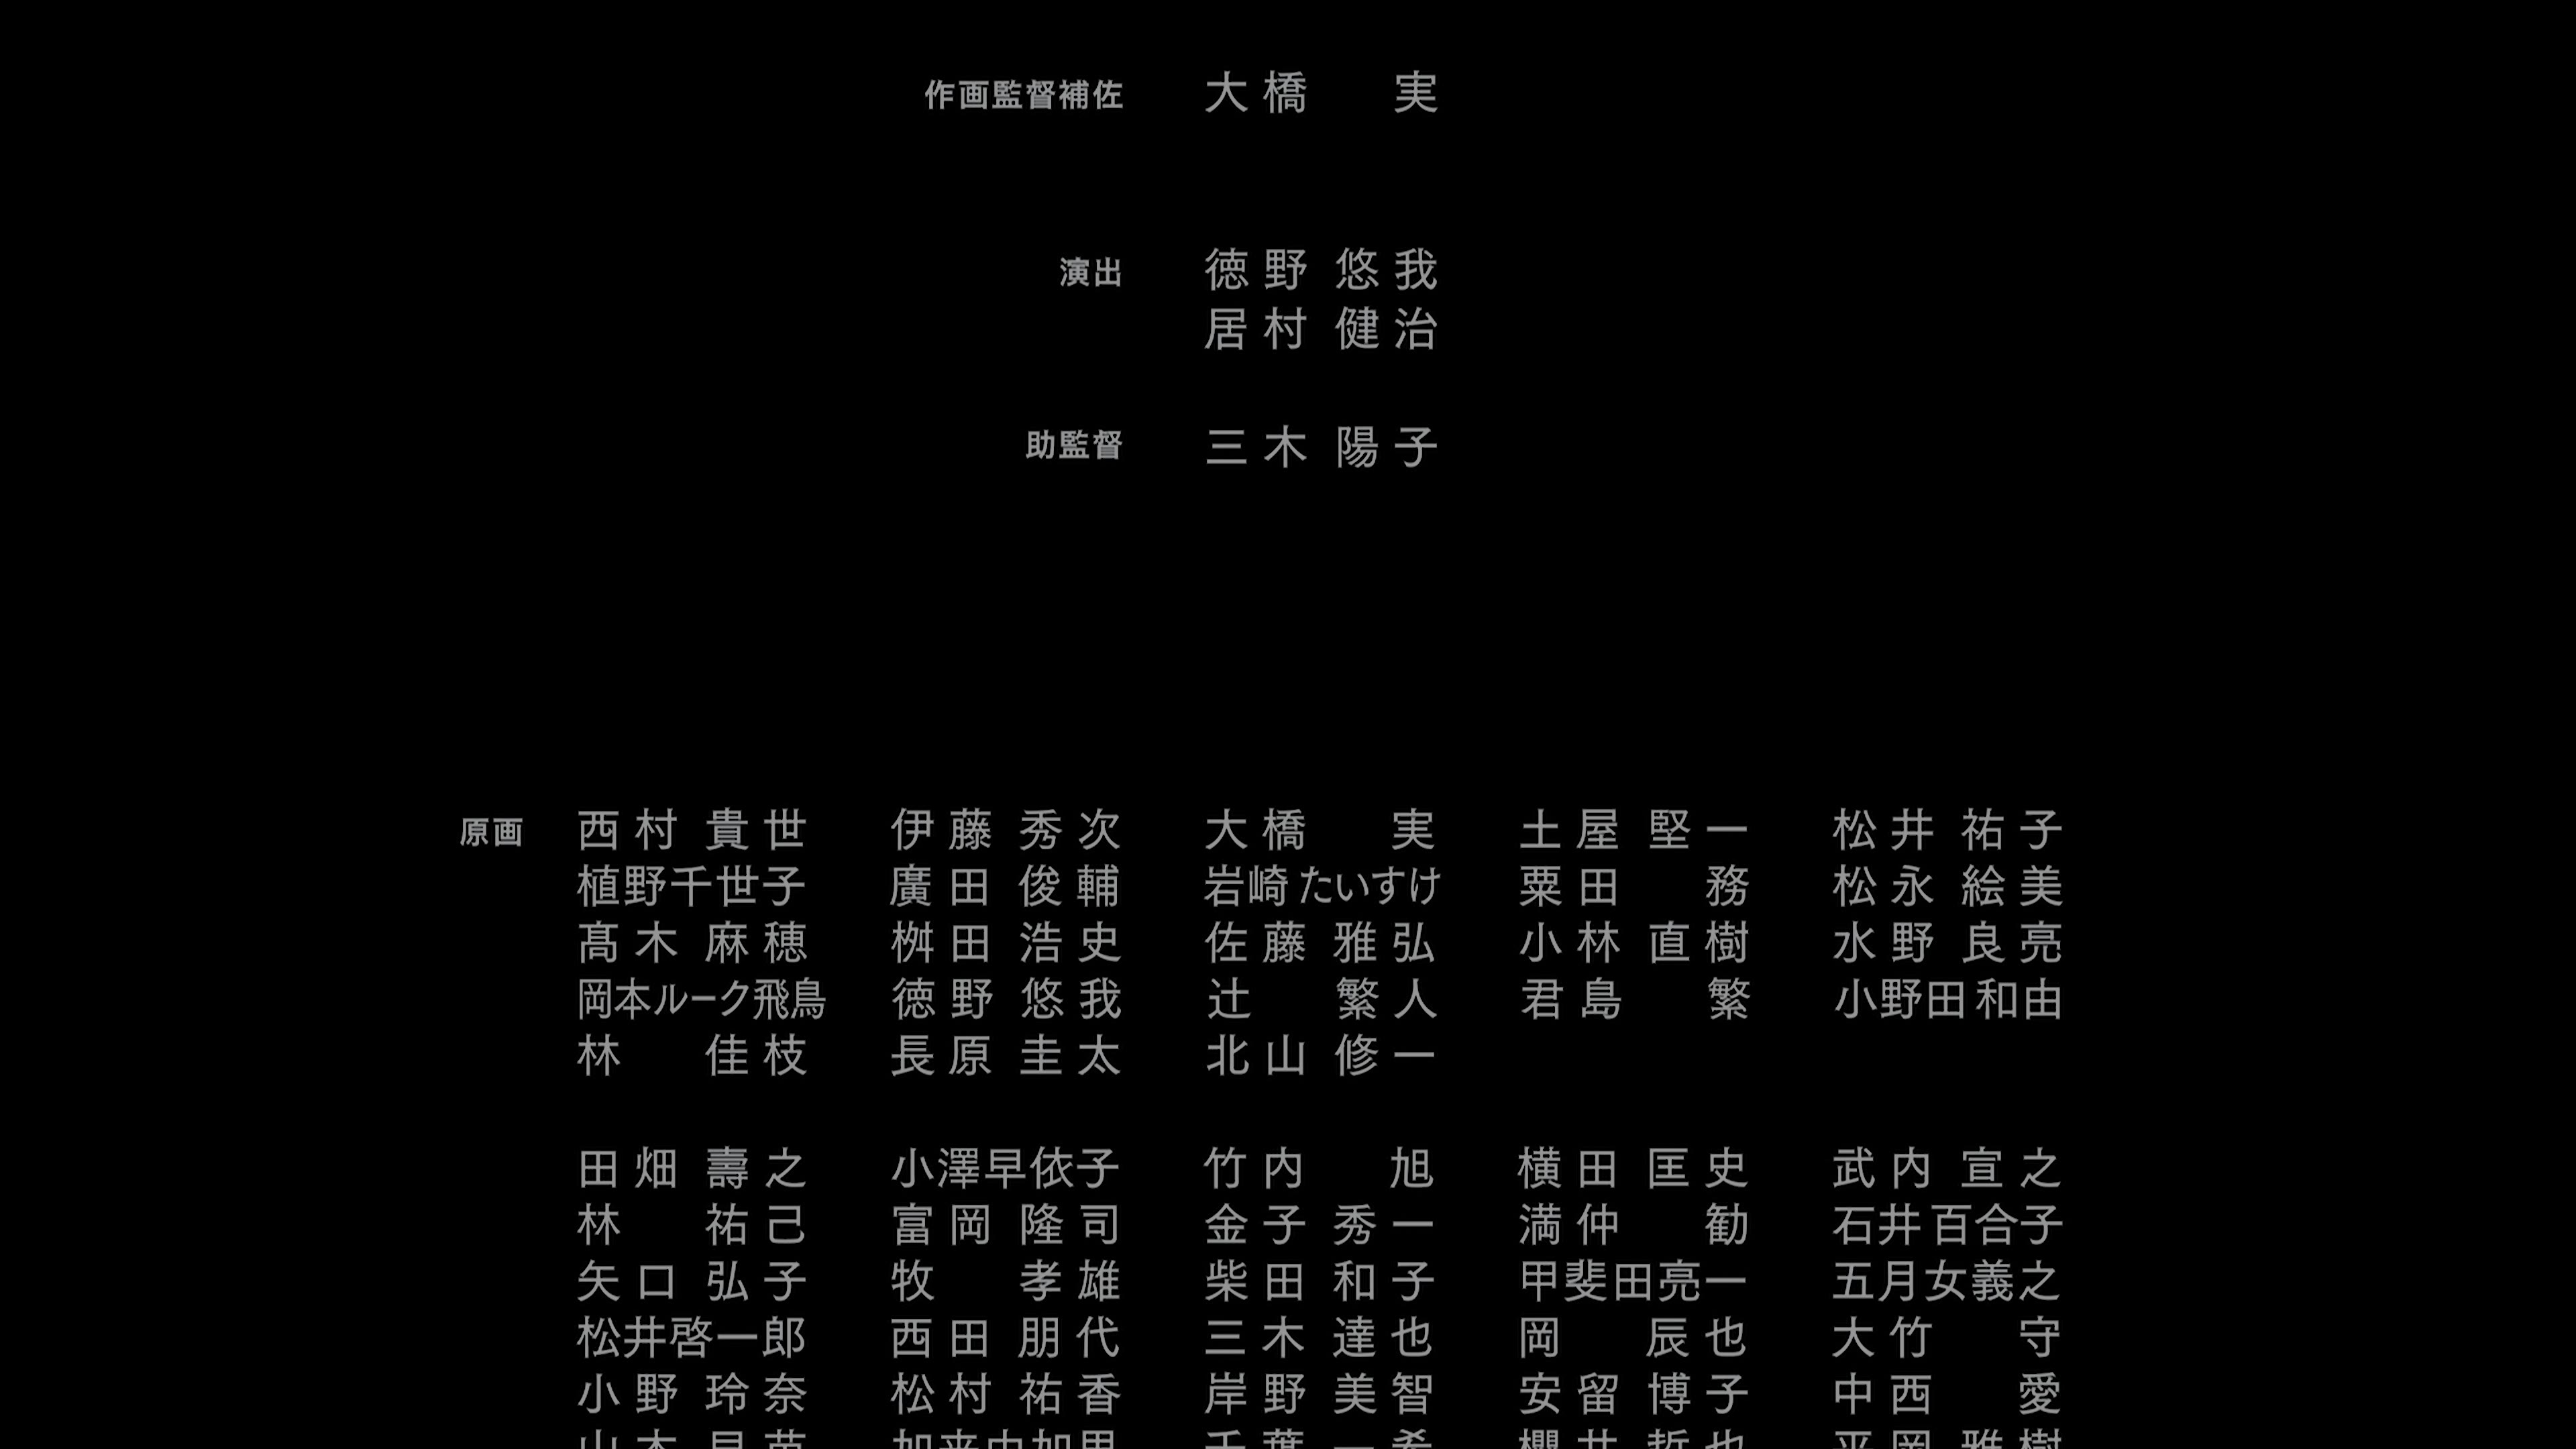 作画監督補佐 大橋 実
演出 徳野 悠我
居村 健治
助監督 三木 陽子
原画 西村 貴世 伊藤 秀次 大橋 実 土屋 堅一 松井 祐子
植野千世子 廣田 俊輔 岩崎たいすけ 粟田 務 松永 絵美
髙木 麻穂 桝田 浩史 佐藤 雅弘 小林 直樹 水野 良亮
岡本ルーク飛鳥 徳野 悠我 辻 繁人 君島 繁 小野田和由
林 佳枝 長原 圭太 北山 修一
田畑 壽之 小澤早依子 竹内 旭 横田 匡史 武内 宣之
林 祐己 富岡 隆司 金子 秀一 満仲 勧 石井百合子
矢口 弘子 牧 孝雄 柴田 和子 甲斐田亮一 五月女義之
松井啓一郎 西田 朋代 三木 達也 岡 辰也 大竹 守
小野 玲奈 松村 祐香 岸野 美智 安留 博子 中西 愛